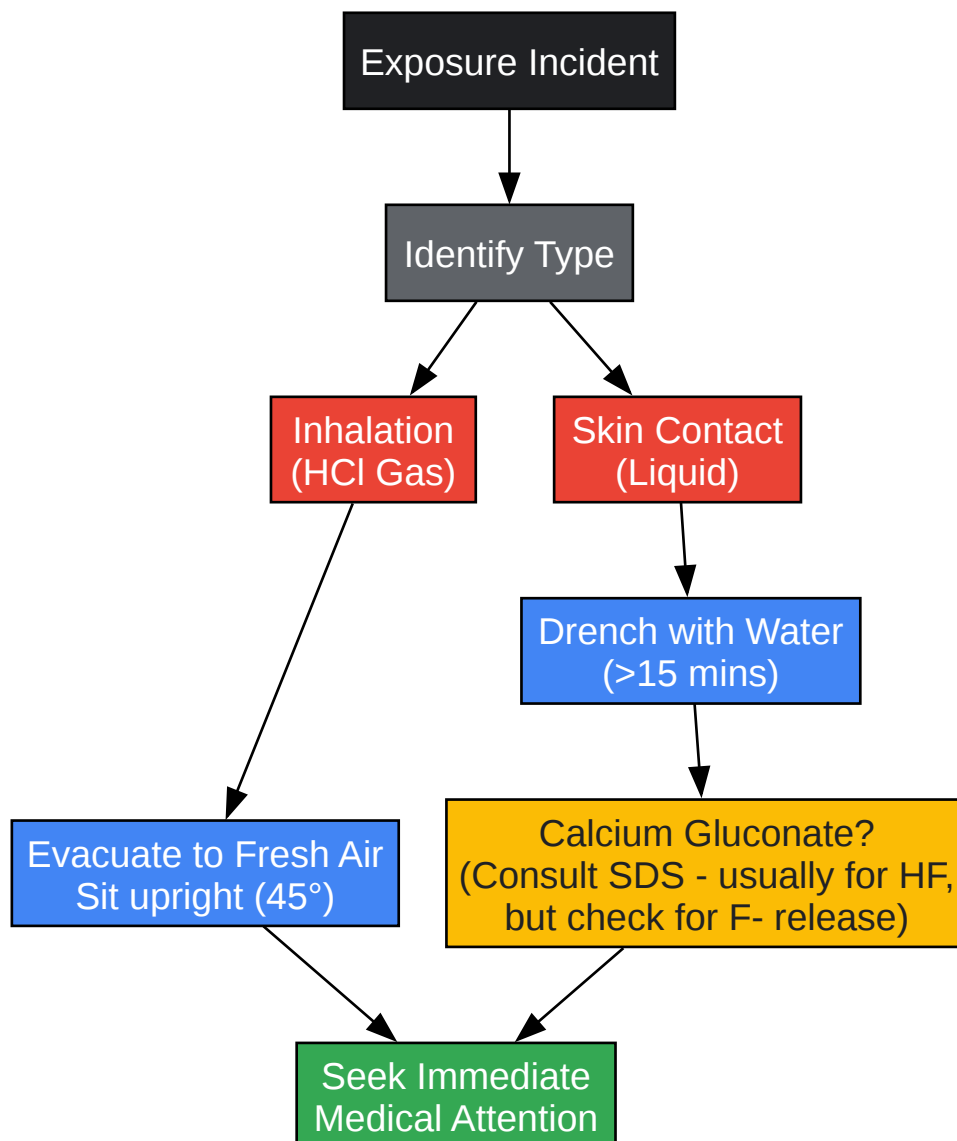 Exposure Incident
Identify Type
Inhalation
(HCl Gas)
Skin Contact
(Liquid)
Drench with Water
(>15 mins)
Evacuate to Fresh Air
Sit upright (45°)
Calcium Gluconate?
(Consult SDS - usually for HF,
but check for F- release)
Seek Immediate
Medical Attention